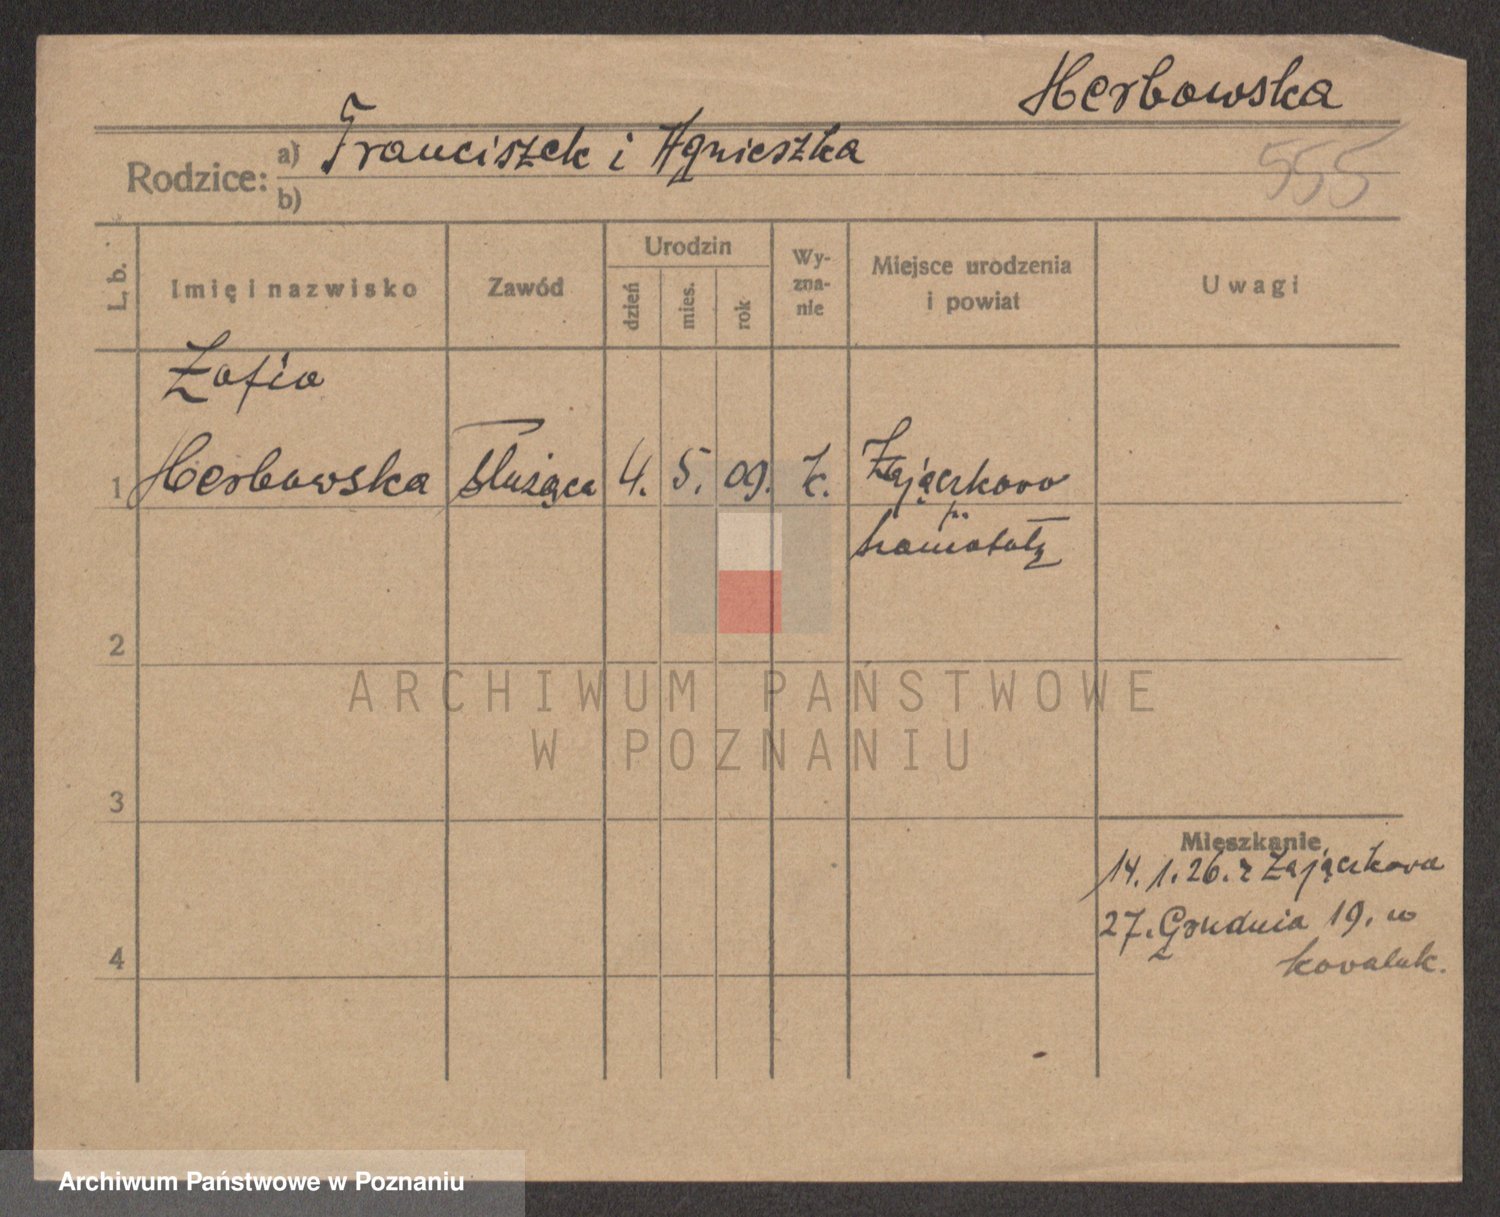 Herbowska
Rodzice: a) Franciszek i Agnieszka
555
b)
L. b.
Imię i nazwisko
Zawód
Urodzin
dzień
mies.
rok
Wy-
zna-
nie
Miejsce urodzenia
i powiat
Uwagi
Zofia
1 Herbowska służąca 4. 5. 09. k. Zajączkowo
p.
2
3
Mieszkanie
14. 1. 26. z Zajączkowa
27. Grudnia 19. w
4
ARCHIWUM PAŃSTWOWE
W POZNANIU
Archiwum Państwowe w Poznaniu